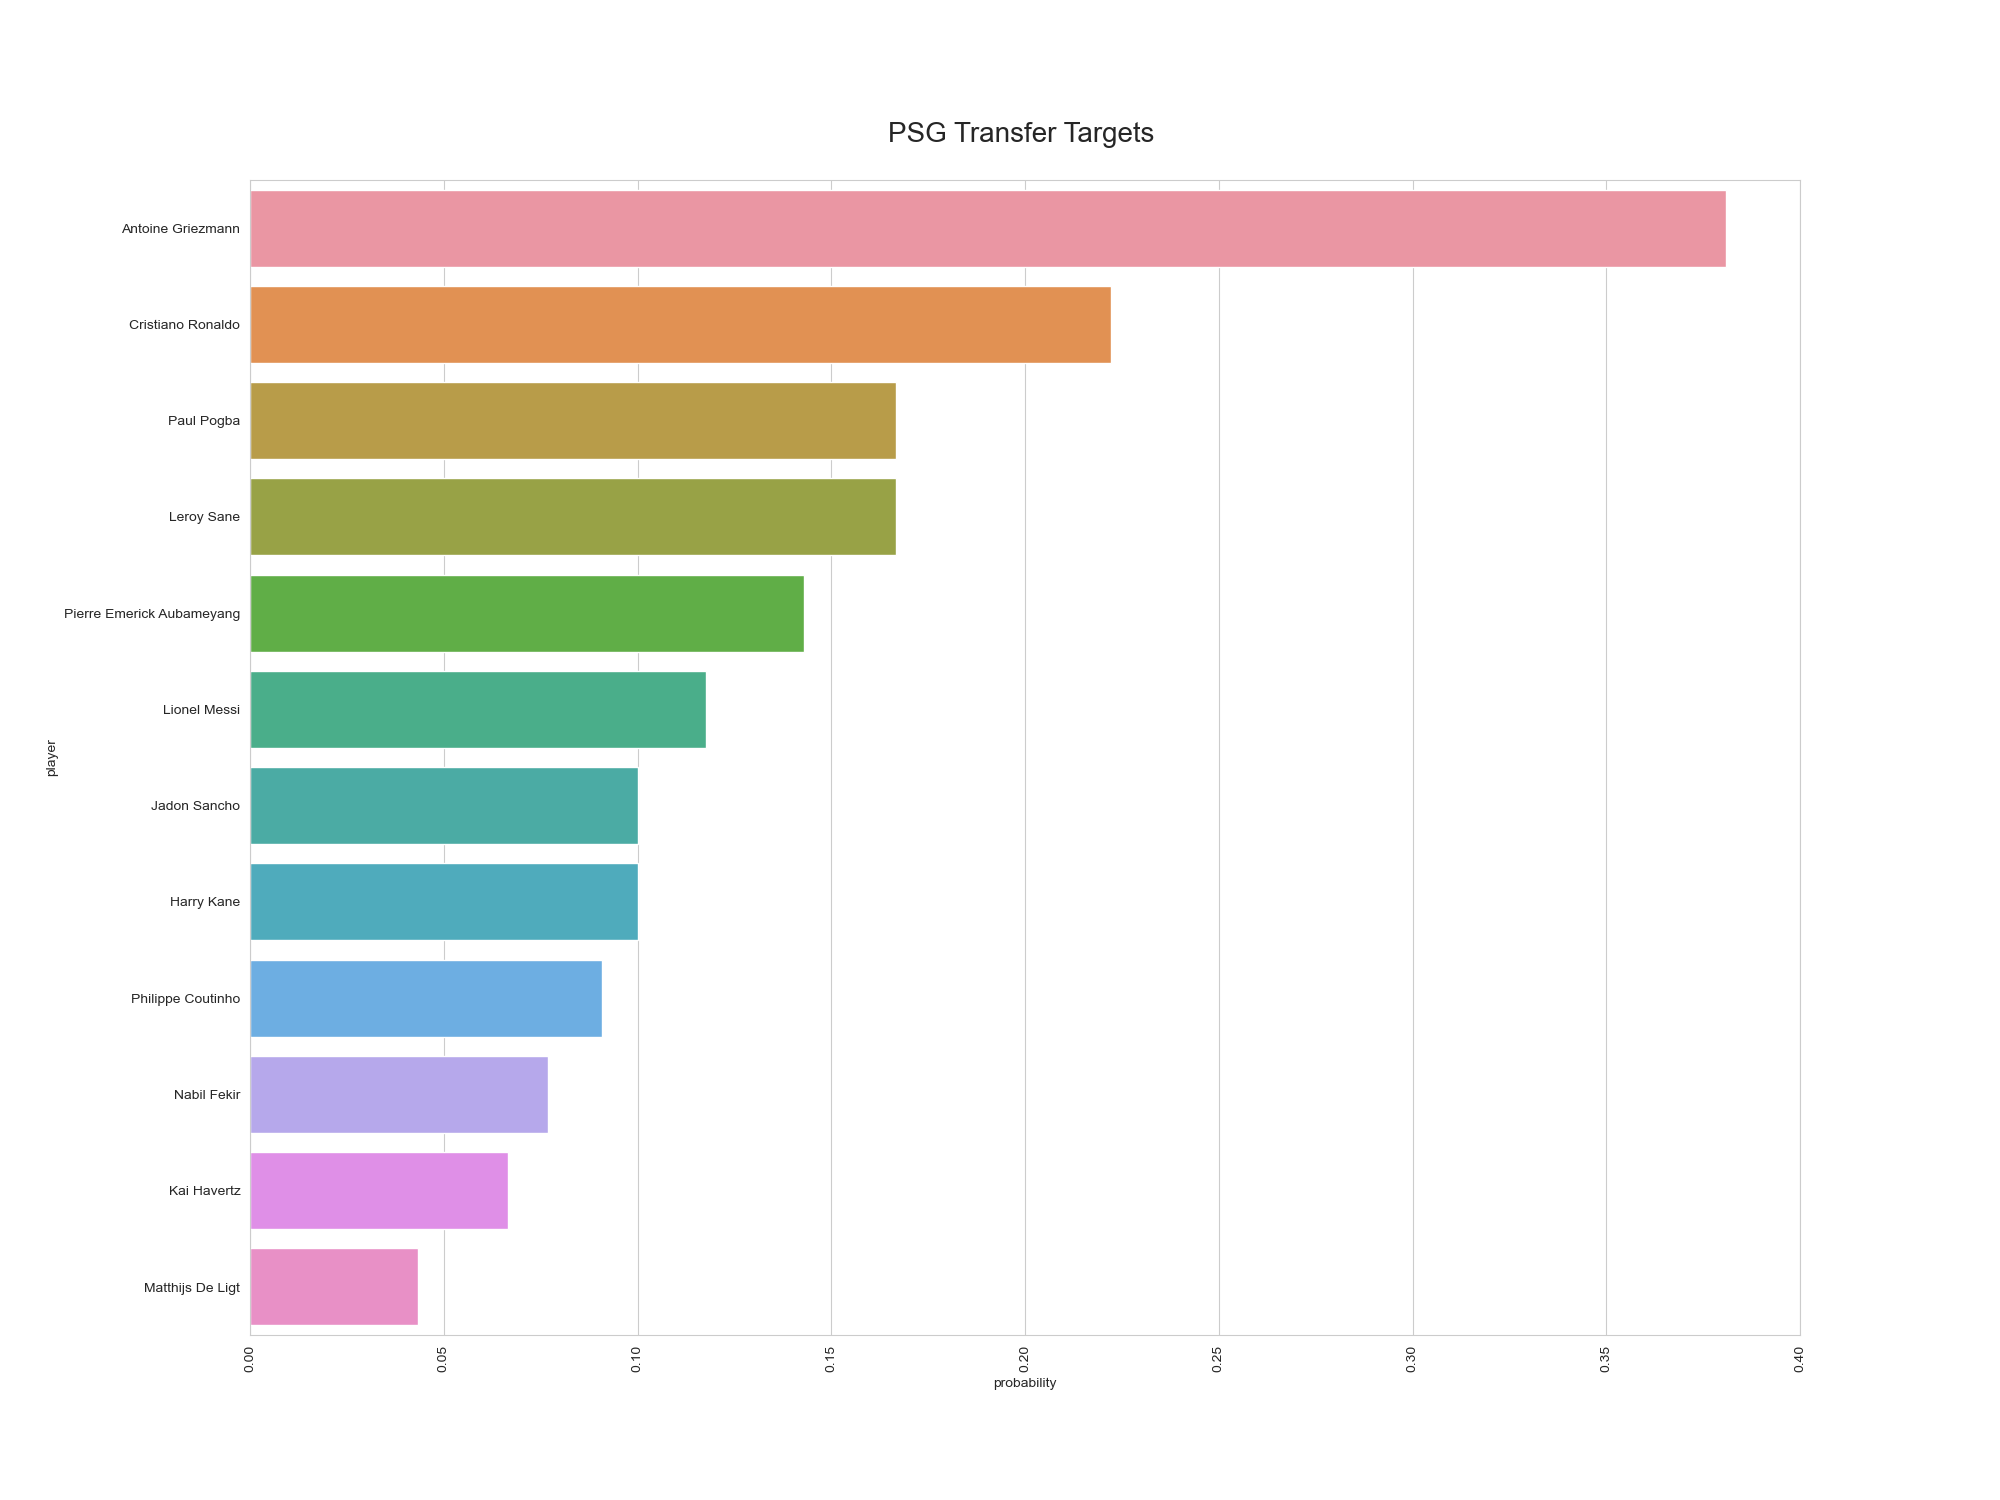 PSG Transfer Targets
Antoine Griezmann
Cristiano Ronaldo
Paul Pogba
Leroy Sane
Pierre Emerick Aubameyang
Lionel Messi
player
Jadon Sancho
Harry Kane
Philippe Coutinho
Nabil Fekir
Kai Havertz
Matthijs De Ligt
0.00 0.05 0.10 0.15 0.20 0.25 0.30 0.35 0.40
probability